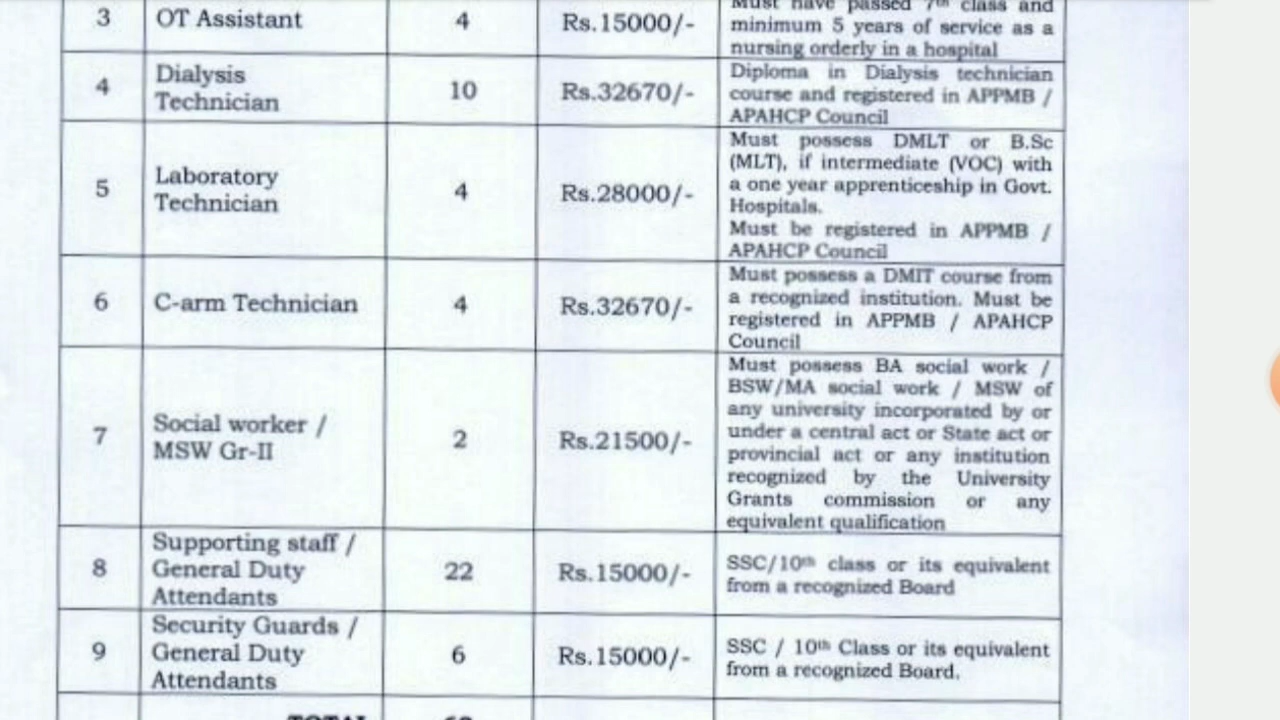 3
OT Assistant
4
Rs.15000/-
Must have passed 7th class and
minimum 5 years of service as a
nursing orderly in a hospital
4
Dialysis
Technician
10
Rs.32670/-
Diploma in Dialysis technician
course and registered in APPMB /
APAHCP Council
5
Laboratory
Technician
4
Rs.28000/-
Must possess DMLT or B.Sc
(MLT), if intermediate (VOC) with
a one year apprenticeship in Govt.
Hospitals.
Must be registered in APPMB /
APAHCP Council
6
C-arm Technician
4
Rs.32670/-
Must possess a DMIT course from
a recognized institution. Must be
registered in APPMB / APAHCP
Council
7
Social worker /
MSW Gr-II
2
Rs.21500/-
Must possess BA social work /
BSW/MA social work / MSW of
any university incorporated by or
under a central act or State act or
provincial act or any institution
recognized by the University
Grants commission or any
equivalent qualification
8
Supporting staff /
General Duty
Attendants
22
Rs.15000/-
SSC/10th class or its equivalent
from a recognized Board
9
Security Guards /
General Duty
Attendants
6
Rs.15000/-
SSC / 10th Class or its equivalent
from a recognized Board.
TOTAL